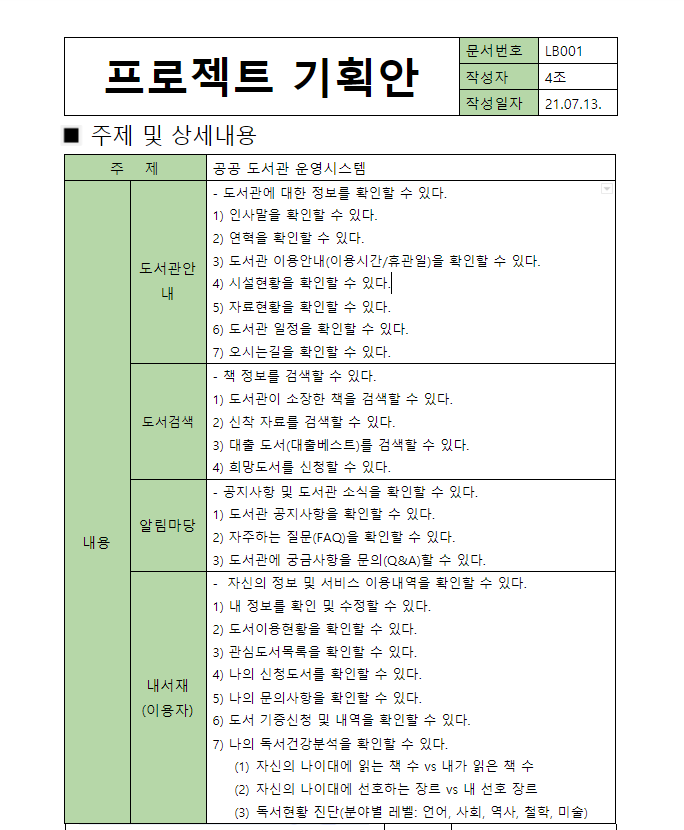 프로젝트 기획안
문서번호 LB001
작성자 4조
작성일자 21.07.13.
■ 주제 및 상세내용
주 제 공공 도서관 운영시스템
내용
도서관안
내
- 도서관에 대한 정보를 확인할 수 있다.
1) 인사말을 확인할 수 있다.
2) 연혁을 확인할 수 있다.
3) 도서관 이용안내(이용시간/휴관일)을 확인할 수 있다.
4) 시설현황을 확인할 수 있다.
5) 자료현황을 확인할 수 있다.
6) 도서관 일정을 확인할 수 있다.
7) 오시는길을 확인할 수 있다.
도서검색
- 책 정보를 검색할 수 있다.
1) 도서관이 소장한 책을 검색할 수 있다.
2) 신착 자료를 검색할 수 있다.
3) 대출 도서(대출베스트)를 검색할 수 있다.
4) 희망도서를 신청할 수 있다.
알림마당
- 공지사항 및 도서관 소식을 확인할 수 있다.
1) 도서관 공지사항을 확인할 수 있다.
2) 자주하는 질문(FAQ)을 확인할 수 있다.
3) 도서관에 궁금사항을 문의(Q&A)할 수 있다.
내서재
(이용자)
- 자신의 정보 및 서비스 이용내역을 확인할 수 있다.
1) 내 정보를 확인 및 수정할 수 있다.
2) 도서이용현황을 확인할 수 있다.
3) 관심도서목록을 확인할 수 있다.
4) 나의 신청도서를 확인할 수 있다.
5) 나의 문의사항을 확인할 수 있다.
6) 도서 기증신청 및 내역을 확인할 수 있다.
7) 나의 독서건강분석을 확인할 수 있다.
(1) 자신의 나이대에 읽는 책 수 vs 내가 읽은 책 수
(2) 자신의 나이대에 선호하는 장르 vs 내 선호 장르
(3) 독서현황 진단(분야별 레벨: 언어, 사회, 역사, 철학, 미술)